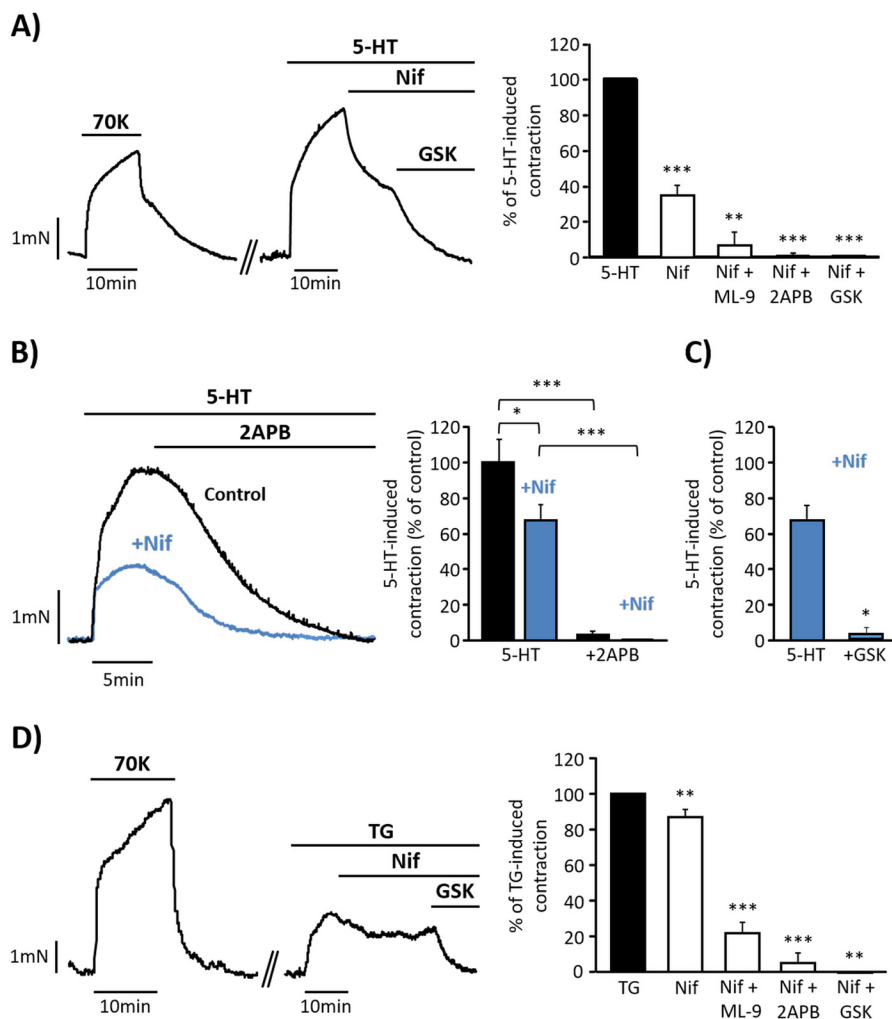 A)
5-HT
Nif
70K
GSK
1mN
10min
10min
% of 5-HT-induced
contraction
120
100
80
60
40
20
0
***
**
***
***
5-HT
Nif
Nif +
ML-9
Nif +
2APB
Nif +
GSK
B)
5-HT
2APB
Control
+Nif
1mN
5min
5-HT-induced
contraction (% of control)
120
100
80
60
40
20
0
***
*
***
+Nif
+Nif
5-HT
+2APB
C)
5-HT-induced
contraction (% of control)
120
100
80
60
40
20
0
+Nif
*
5-HT
+GSK
D)
70K
TG
Nif
GSK
1mN
10min
10min
% of TG-induced
contraction
120
100
80
60
40
20
0
**
***
***
**
TG
Nif
Nif +
ML-9
Nif +
2APB
Nif +
GSK